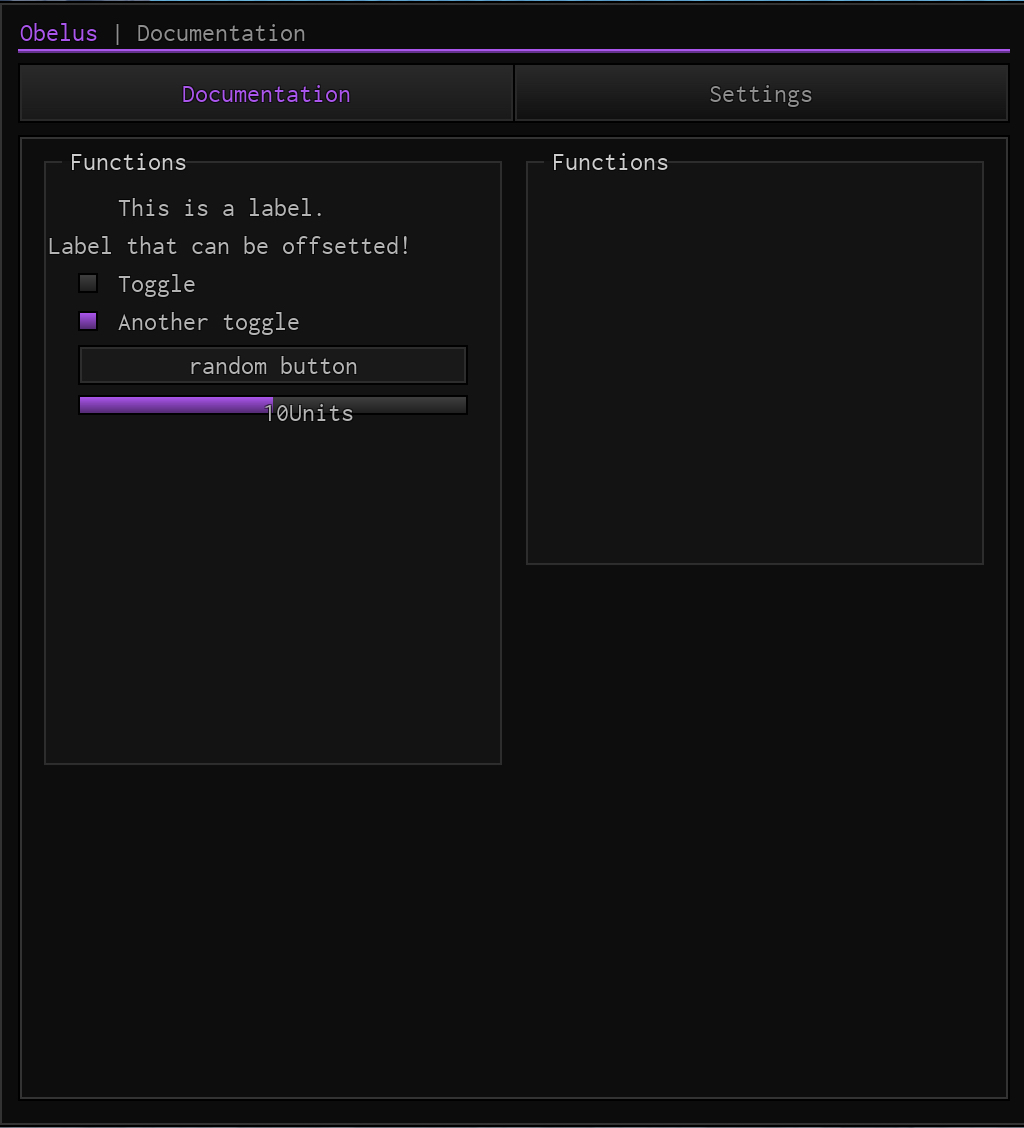 Obelus | Documentation
Documentation
Settings
Functions
This is a label.
Label that can be offsetted!
Toggle
Another toggle
random button
10Units
Functions